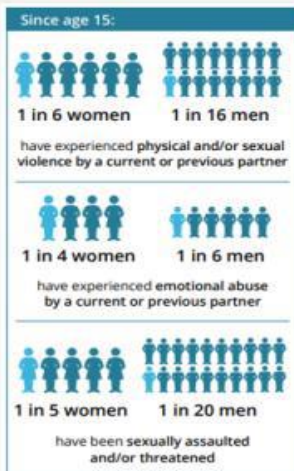 Since age 15:
1 in 6 women
1 in 16 men
have experienced physical and/or sexual
violence by a current or previous partner
1 in 4 women
1 in 6 men
have experienced emotional abuse
by a current or previous partner
1 in 5 women
1 in 20 men
have been sexually assaulted
and/or threatened